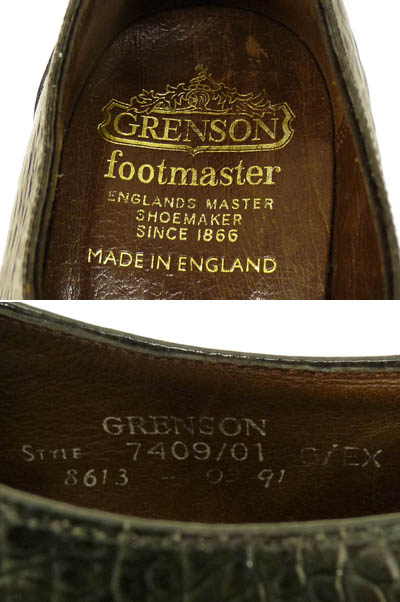 GRENSON
footmaster
ENGLANDS MASTER
SHOEMAKER
SINCE 1866
MADE IN ENGLAND
GRENSON
STYLE 7409/01
8613 91